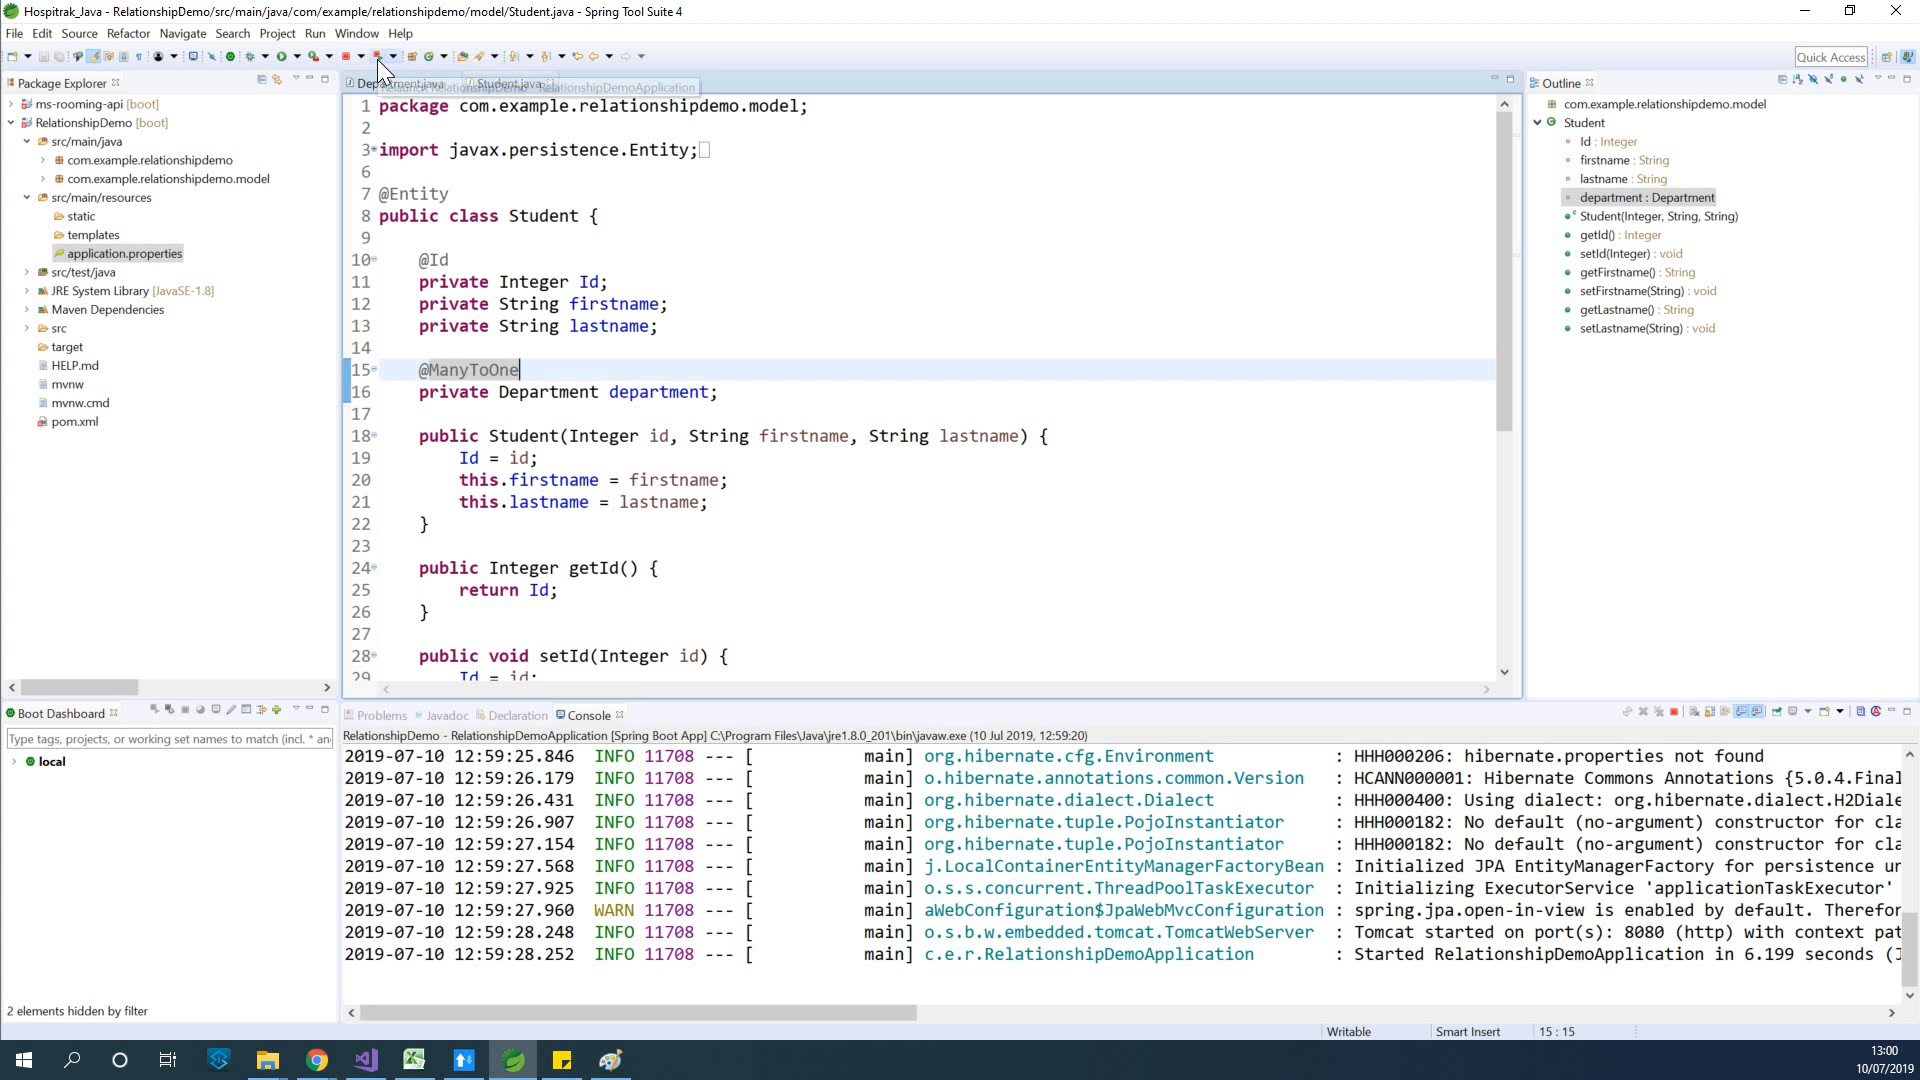 Hospitrak_Java - RelationshipDemo/src/main/java/com/example/relationshipdemo/model/Student.java - Spring Tool Suite 4
File Edit Source Refactor Navigate Search Project Run Window Help
Quick Access
Package Explorer
ms-rooming-api [boot]
RelationshipDemo [boot]
src/main/java
com.example.relationshipdemo
com.example.relationshipdemo.model
src/main/resources
static
templates
application.properties
src/test/java
JRE System Library [JavaSE-1.8]
Maven Dependencies
src
target
HELP.md
mvnw
mvnw.cmd
pom.xml
Student.java
RelationshipDemoApplication
1 package com.example.relationshipdemo.model;
2
3 import javax.persistence.Entity;
6
7 @Entity
8 public class Student {
9
10 @Id
11 private Integer Id;
12 private String firstname;
13 private String lastname;
14
15 @ManyToOne
16 private Department department;
17
18 public Student(Integer id, String firstname, String lastname) {
19 Id = id;
20 this.firstname = firstname;
21 this.lastname = lastname;
22 }
23
24 public Integer getId() {
25 return Id;
26 }
27
28 public void setId(Integer id) {
29 Id = id;
Outline
com.example.relationshipdemo.model
Student
Id : Integer
firstname : String
lastname : String
department : Department
Student(Integer, String, String)
getId() : Integer
setId(Integer) : void
getFirstname() : String
setFirstname(String) : void
getLastname() : String
setLastname(String) : void
Boot Dashboard
Type tags, projects, or working set names to match (incl. * an
local
2 elements hidden by filter
Problems Javadoc Declaration Console
RelationshipDemo - RelationshipDemoApplication [Spring Boot App] C:\Program Files\Java\jre1.8.0_201\bin\javaw.exe (10 Jul 2019, 12:59:20)
2019-07-10 12:59:25.846 INFO 11708 --- [ main] org.hibernate.cfg.Environment : HHH000206: hibernate.properties not found
2019-07-10 12:59:26.179 INFO 11708 --- [ main] o.hibernate.annotations.common.Version : HCANN000001: Hibernate Commons Annotations {5.0.4.Final
2019-07-10 12:59:26.431 INFO 11708 --- [ main] org.hibernate.dialect.Dialect : HHH000400: Using dialect: org.hibernate.dialect.H2Diale
2019-07-10 12:59:26.907 INFO 11708 --- [ main] org.hibernate.tuple.PojoInstantiator : HHH000182: No default (no-argument) constructor for cla
2019-07-10 12:59:27.154 INFO 11708 --- [ main] org.hibernate.tuple.PojoInstantiator : HHH000182: No default (no-argument) constructor for cla
2019-07-10 12:59:27.568 INFO 11708 --- [ main] j.LocalContainerEntityManagerFactoryBean : Initialized JPA EntityManagerFactory for persistence un
2019-07-10 12:59:27.925 INFO 11708 --- [ main] o.s.s.concurrent.ThreadPoolTaskExecutor : Initializing ExecutorService 'applicationTaskExecutor'
2019-07-10 12:59:27.960 WARN 11708 --- [ main] aWebConfiguration$JpaWebMvcConfiguration : spring.jpa.open-in-view is enabled by default. Therefor
2019-07-10 12:59:28.248 INFO 11708 --- [ main] o.s.b.w.embedded.tomcat.TomcatWebServer : Tomcat started on port(s): 8080 (http) with context pat
2019-07-10 12:59:28.252 INFO 11708 --- [ main] c.e.r.RelationshipDemoApplication : Started RelationshipDemoApplication in 6.199 seconds (J
Writable Smart Insert 15 : 15
13:00
10/07/2019